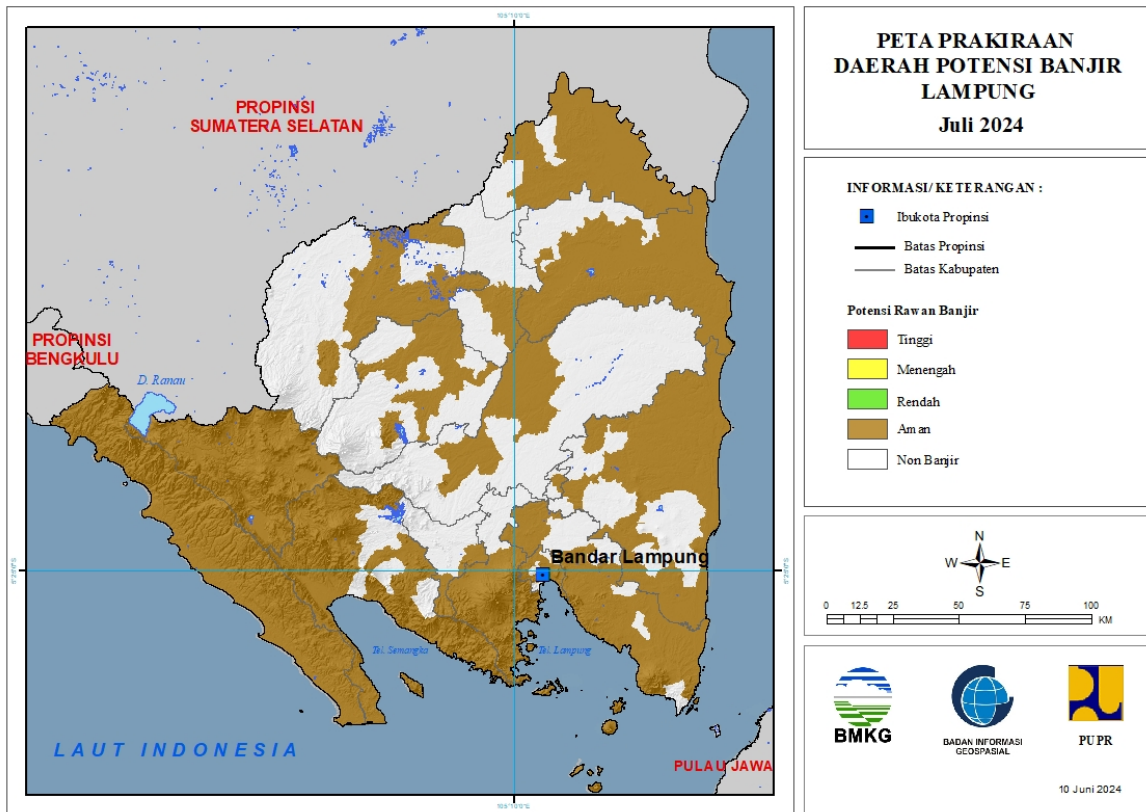 PETA PRAKIRAAN
DAERAH POTENSI BANJIR
LAMPUNG
Juli 2024
INFORMASI/ KETERANGAN :
Ibukota Propinsi
Batas Propinsi
Batas Kabupaten
Potensi Rawan Banjir
Tinggi
Menengah
Rendah
Aman
Non Banjir
N
W E
S
0 12.5 25 50 75 100
KM
BMKG
BADAN INFORMASI
GEOSPASIAL
PUPR
10 Juni 2024
PROPINSI
SUMATERA SELATAN
PROPINSI
BENGKULU
D. Ranau
Bandar Lampung
Tel. Semangka
Tel. Lampung
LAUT INDONESIA
PULAU JAWA